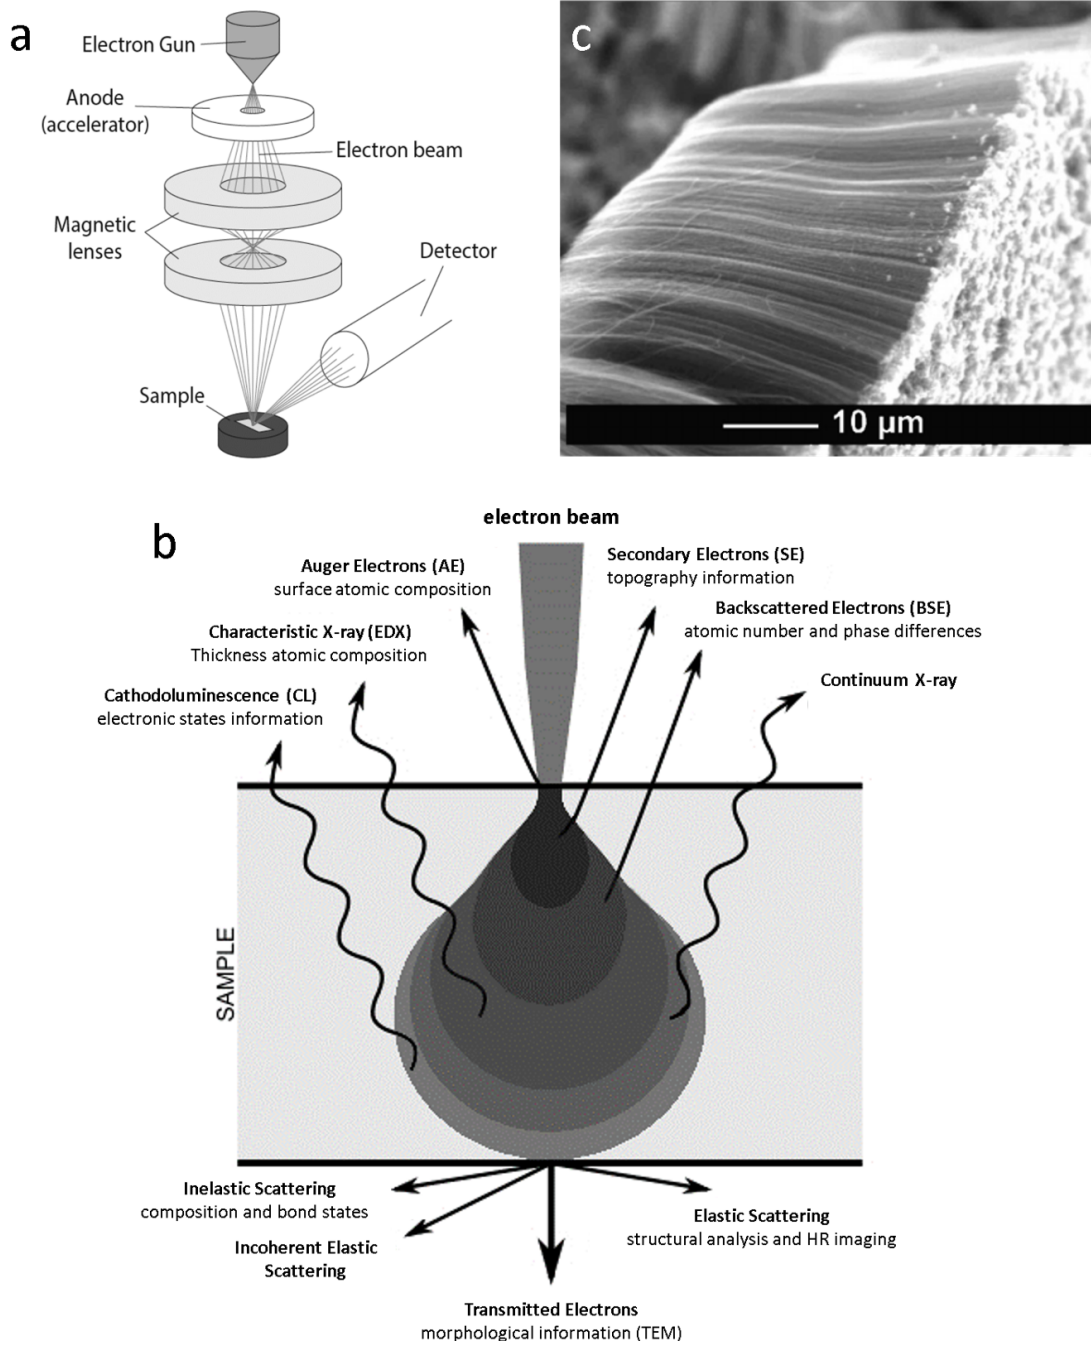 a
Electron Gun
Anode
(accelerator)
Electron beam
Magnetic
lenses
Detector
Sample
c
10 µm
b
electron beam
Auger Electrons (AE)
surface atomic composition
Secondary Electrons (SE)
topography information
Backscattered Electrons (BSE)
atomic number and phase differences
Characteristic X-ray (EDX)
Thickness atomic composition
Continuum X-ray
Cathodoluminescence (CL)
electronic states information
SAMPLE
Inelastic Scattering
composition and bond states
Incoherent Elastic
Scattering
Elastic Scattering
structural analysis and HR imaging
Transmitted Electrons
morphological information (TEM)